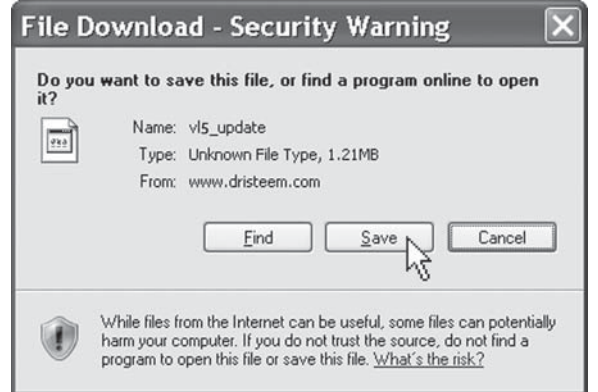 File Download - Security Warning
Do you want to save this file, or find a program online to open
it?
Name: vl5_update
Type: Unknown File Type, 1.21MB
From: www.dristeem.com
Find Save Cancel
While files from the Internet can be useful, some files can potentially
harm your computer. If you do not trust the source, do not find a
program to open this file or save this file. What's the risk?